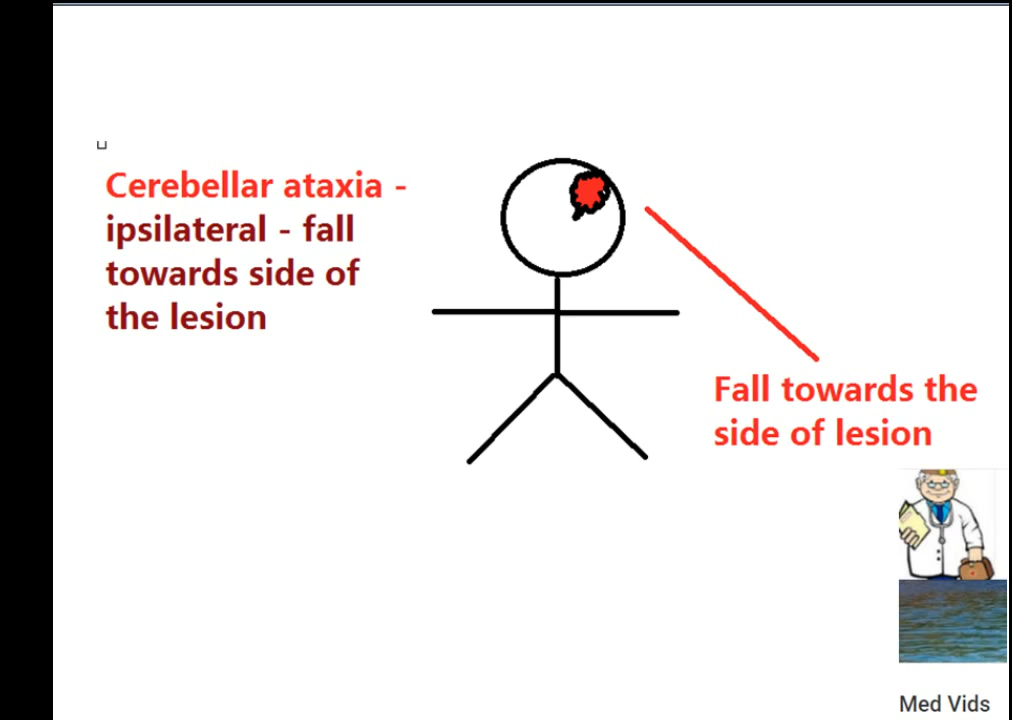 Cerebellar ataxia -
ipsilateral - fall
towards side of
the lesion
Fall towards the
side of lesion
Med Vids